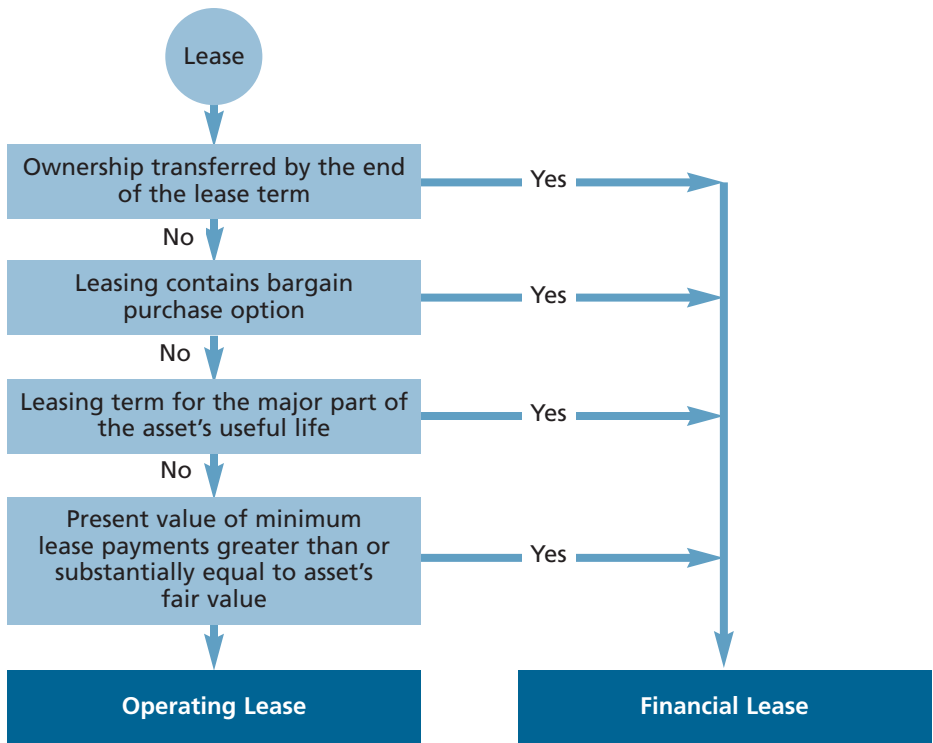 Lease
Ownership transferred by the end
of the lease term
Yes
No
Leasing contains bargain
purchase option
Yes
No
Leasing term for the major part of
the asset's useful life
Yes
No
Present value of minimum
lease payments greater than or
substantially equal to asset's
fair value
Yes
Operating Lease
Financial Lease